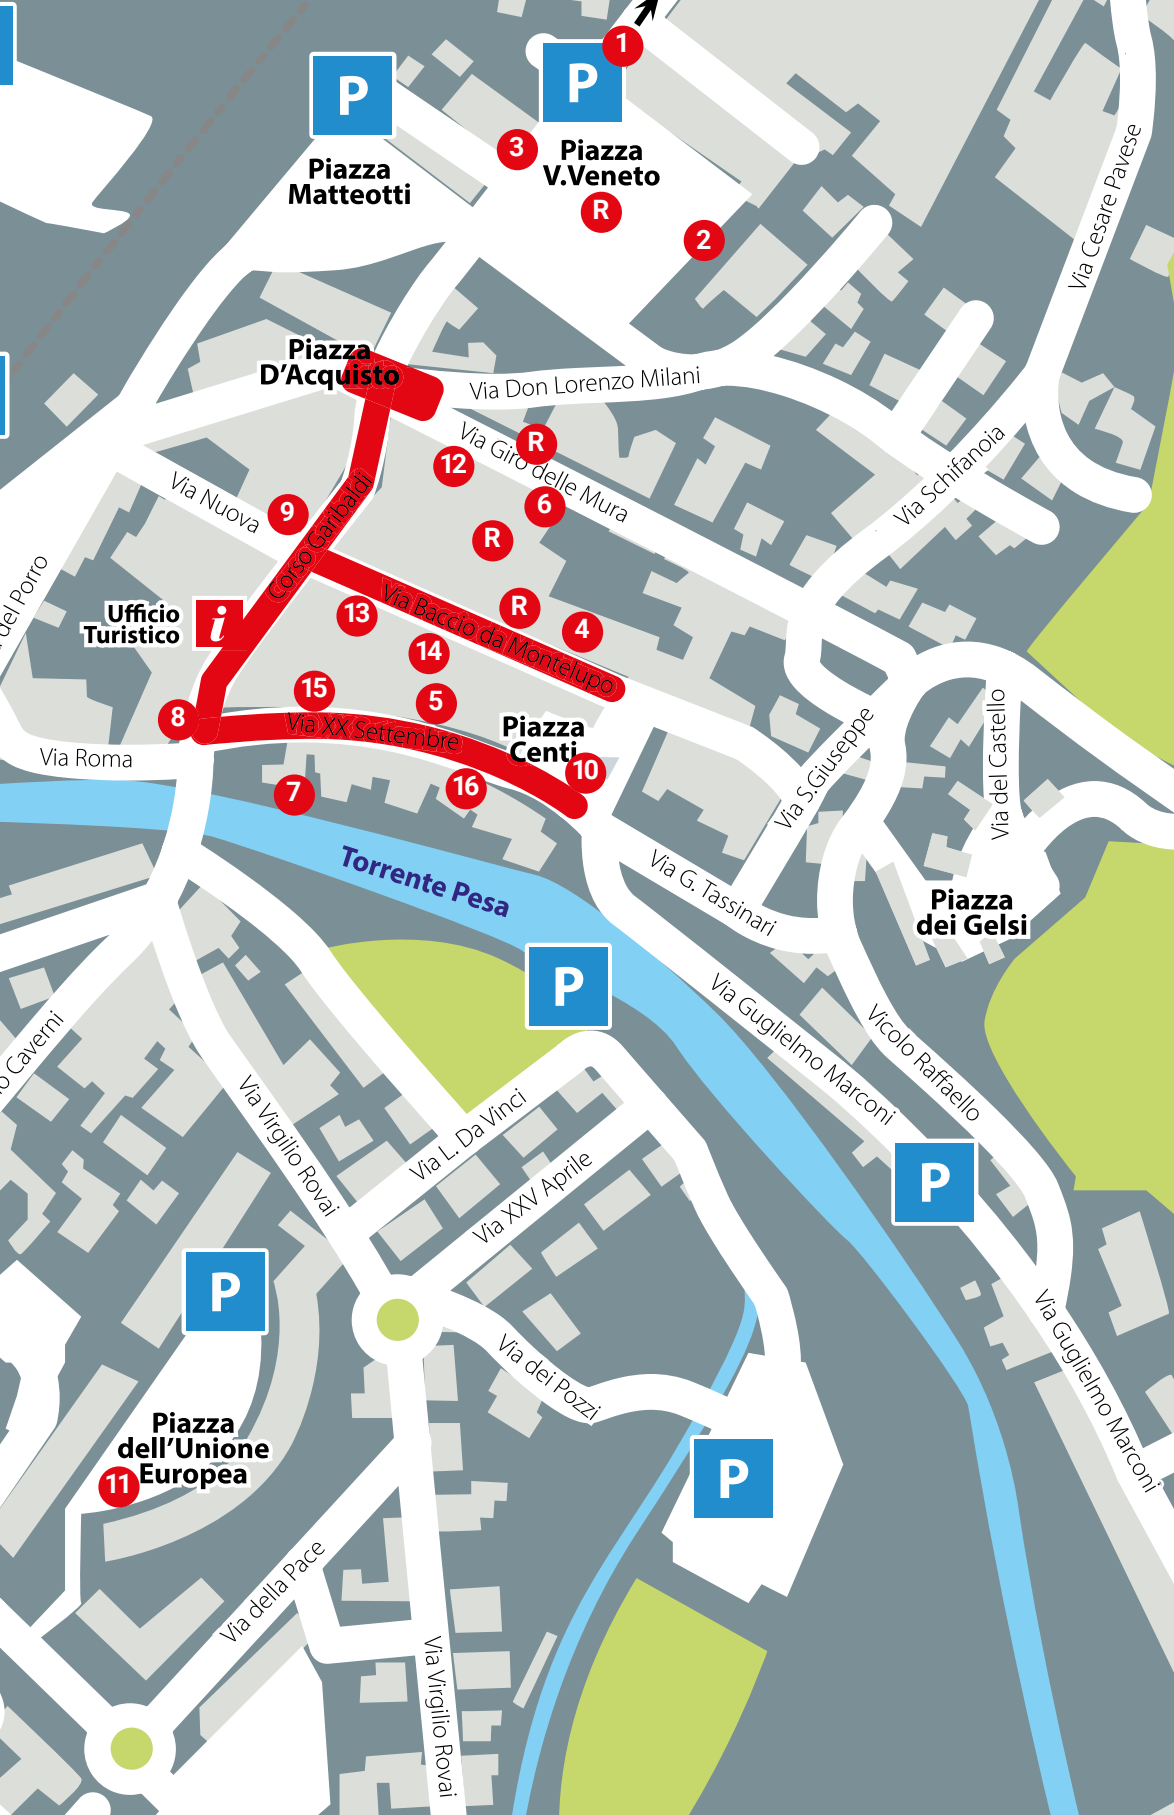 P
P
1
3
Piazza
V.Veneto
Piazza
Matteotti
R
2
Via Cesare Pavese
Piazza
D'Acquisto
Via Don Lorenzo Milani
Via Giro delle Mura
R
12
6
Via Schifanoia
Via Nuova
9
Corso Garibaldi
R
del Porro
Ufficio
Turistico
i
13
Via Baccio da Montelupo
R
4
14
15
5
8
Via XX Settembre
Piazza
Centi
10
Via Roma
7
16
Via S.Giuseppe
Via del Castello
Torrente Pesa
Via G. Tassinari
Piazza
dei Gelsi
P
Via Guglielmo Marconi
Vicolo Raffaello
o Caverni
Via Virgilio Rovai
Via L. Da Vinci
Via XXV Aprile
P
P
Via dei Pozzi
Via Guglielmo Marconi
Piazza
dell'Unione
Europea
11
P
Via della Pace
Via Virgilio Rovai